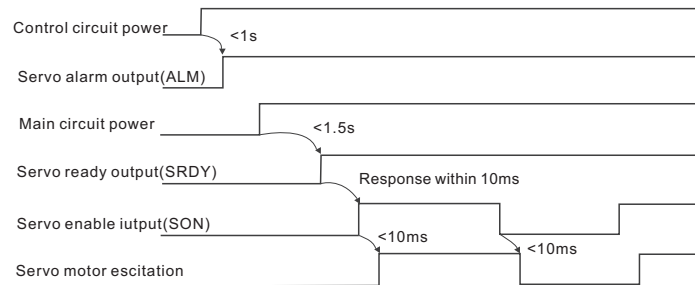 Control circuit power
<1s
Servo alarm output(ALM)
Main circuit power
<1.5s
Servo ready output(SRDY)
Response within 10ms
Servo enable iutput(SON)
<10ms
<10ms
Servo motor escitation